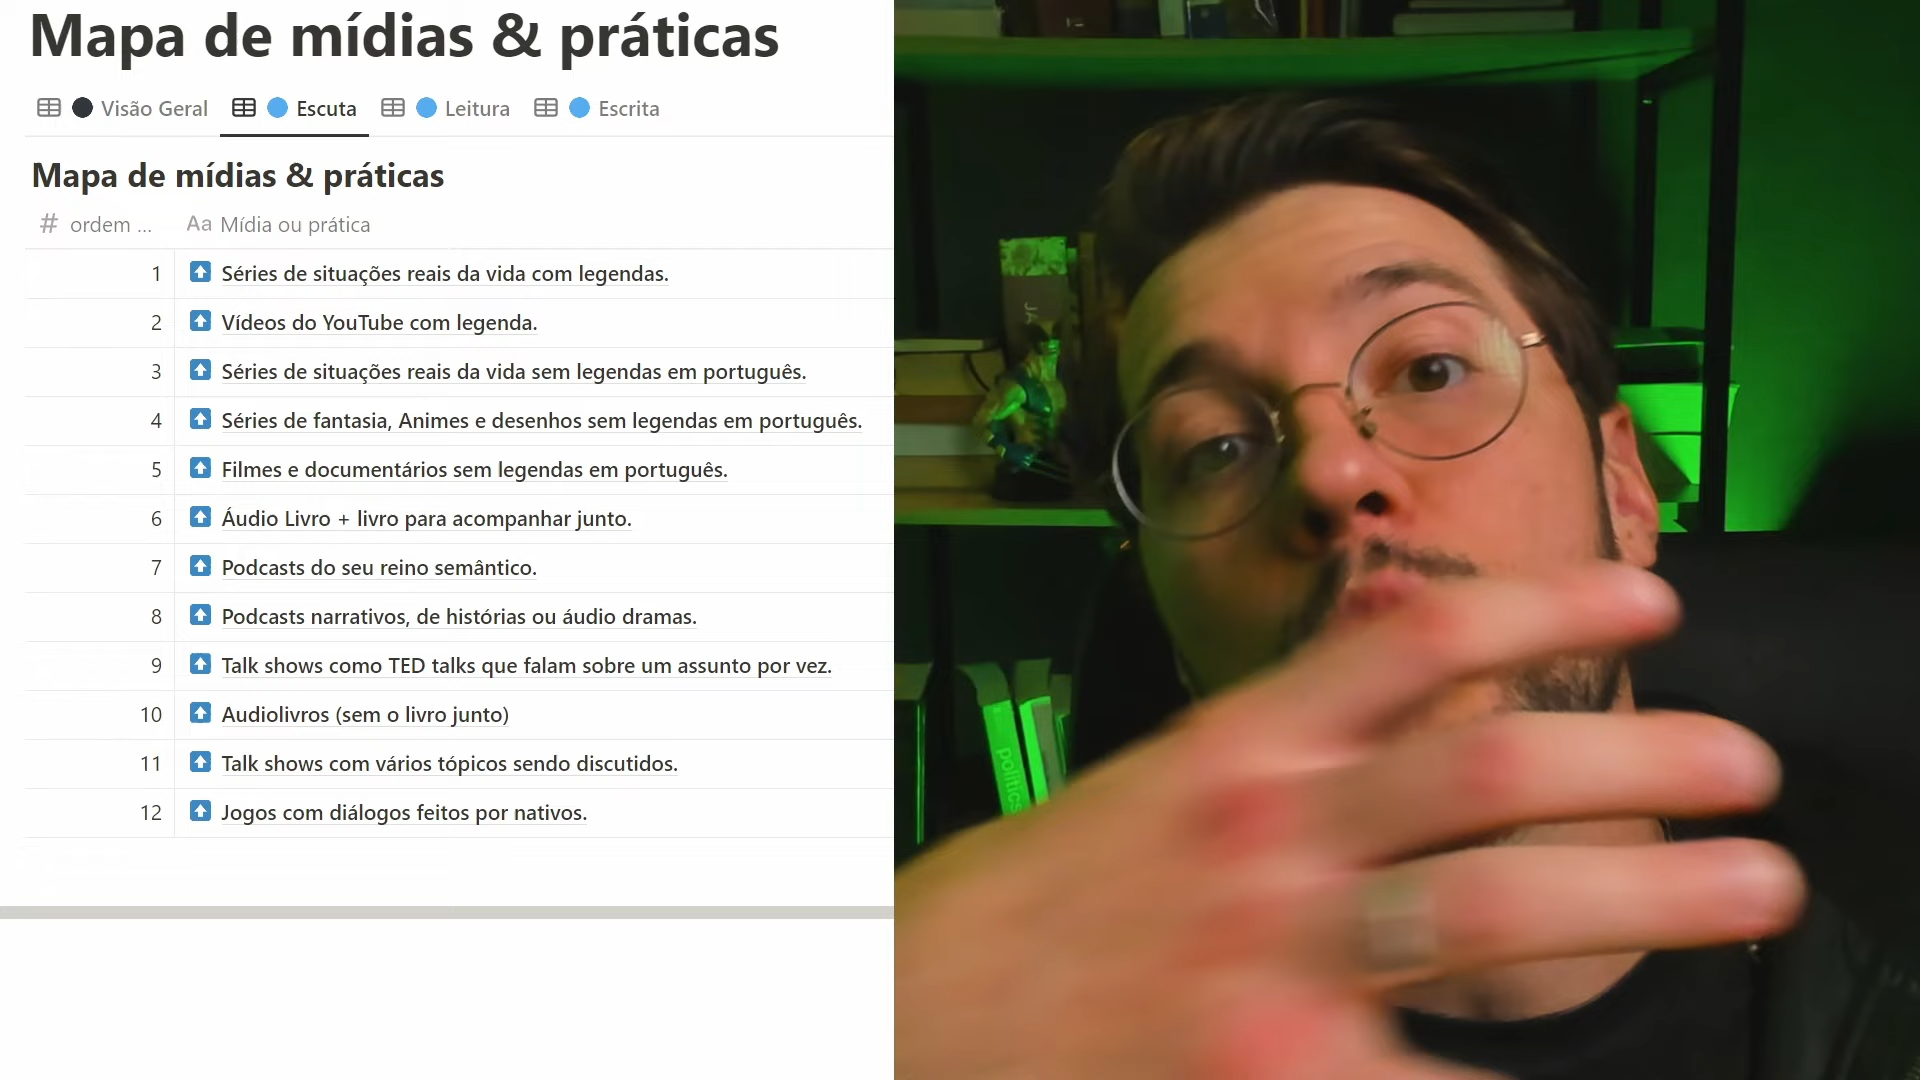 Mapa de mídias & práticas
Visão Geral
Escuta
Leitura
Escrita
Mapa de mídias & práticas
# ordem ...
Aa Mídia ou prática
1 Séries de situações reais da vida com legendas.
2 Vídeos do YouTube com legenda.
3 Séries de situações reais da vida sem legendas em português.
4 Séries de fantasia, Animes e desenhos sem legendas em português.
5 Filmes e documentários sem legendas em português.
6 Áudio Livro + livro para acompanhar junto.
7 Podcasts do seu reino semântico.
8 Podcasts narrativos, de histórias ou áudio dramas.
9 Talk shows como TED talks que falam sobre um assunto por vez.
10 Audiolivros (sem o livro junto)
11 Talk shows com vários tópicos sendo discutidos.
12 Jogos com diálogos feitos por nativos.
politics